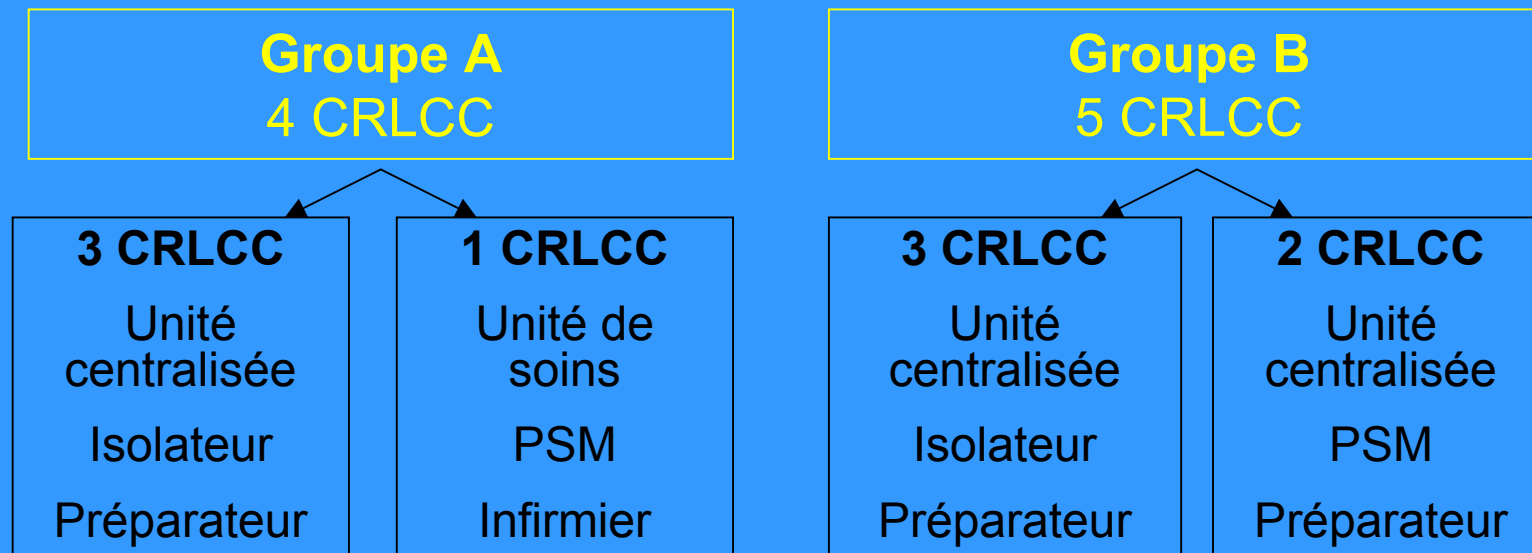 Groupe A
4 CRLCC
Groupe B
5 CRLCC
3 CRLCC
Unité
centralisée
Isolateur
Préparateur
1 CRLCC
Unité de
soins
PSM
Infirmier
3 CRLCC
Unité
centralisée
Isolateur
Préparateur
2 CRLCC
Unité
centralisée
PSM
Préparateur